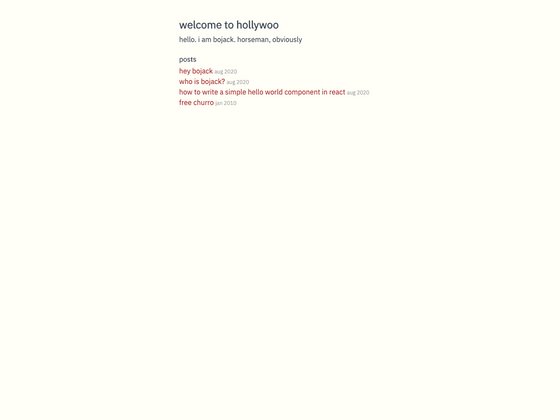 welcome to hollywoo
hello. i am bojack. horseman, obviously
posts
hey bojack aug 2020
who is bojack? aug 2020
how to write a simple hello world component in react aug 2020
free churro jan 2010